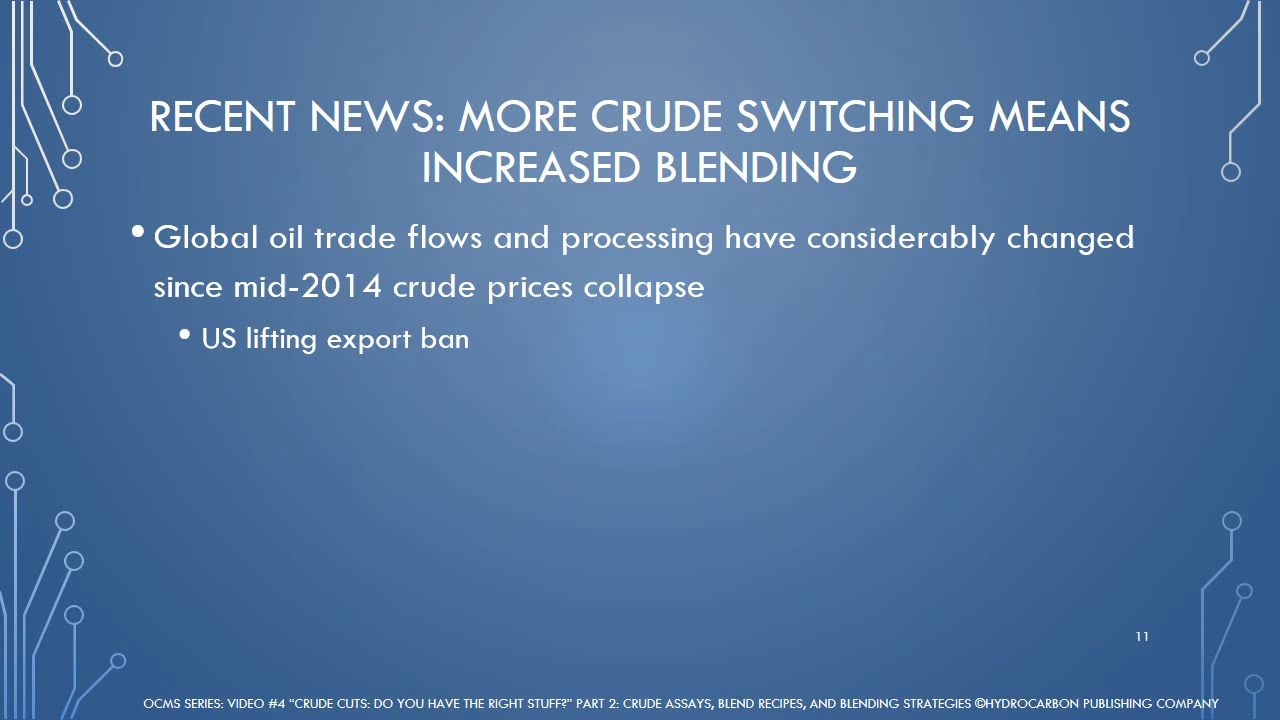 RECENT NEWS: MORE CRUDE SWITCHING MEANS
INCREASED BLENDING
• Global oil trade flows and processing have considerably changed
since mid-2014 crude prices collapse
• US lifting export ban
11
OCMS SERIES: VIDEO #4 “CRUDE CUTS: DO YOU HAVE THE RIGHT STUFF?” PART 2: CRUDE ASSAYS, BLEND RECIPES, AND BLENDING STRATEGIES ©HYDROCARBON PUBLISHING COMPANY